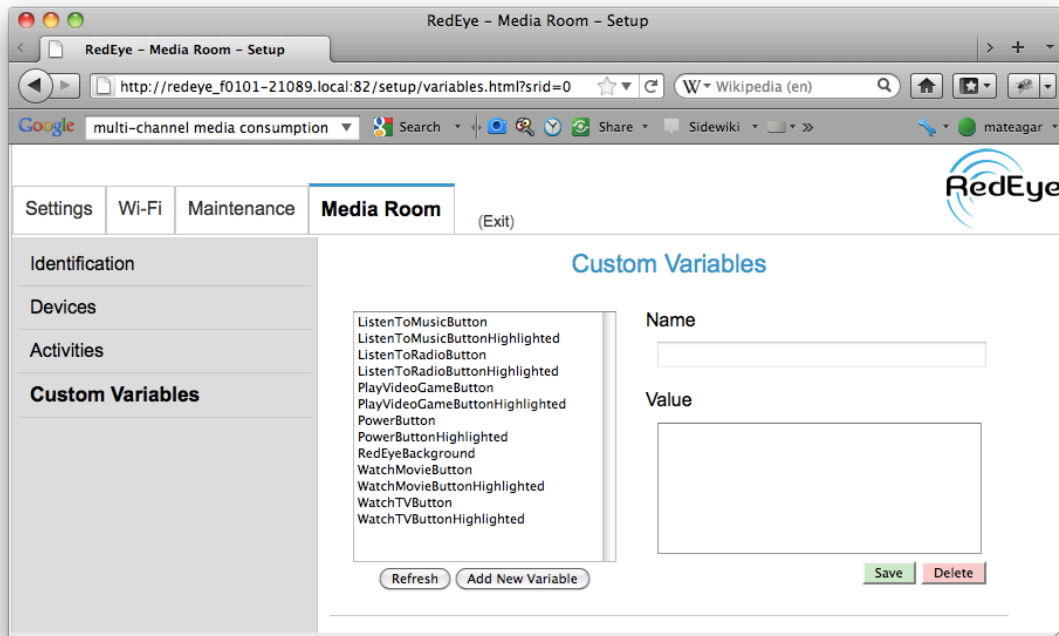 RedEye – Media Room – Setup
RedEye – Media Room – Setup
http://redeye_f0101-21089.local:82/setup/variables.html?srid=0
W Wikipedia (en)
Google multi-channel media consumption Search Share Sidewiki » mateagar
RedEye
Settings Wi-Fi Maintenance Media Room (Exit)
Identification
Devices
Activities
Custom Variables
Custom Variables
ListenToMusicButton
ListenToMusicButtonHighlighted
ListenToRadioButton
ListenToRadioButtonHighlighted
PlayVideoGameButton
PlayVideoGameButtonHighlighted
PowerButton
PowerButtonHighlighted
RedEyeBackground
WatchMovieButton
WatchMovieButtonHighlighted
WatchTVButton
WatchTVButtonHighlighted
Refresh Add New Variable
Name
Value
Save Delete